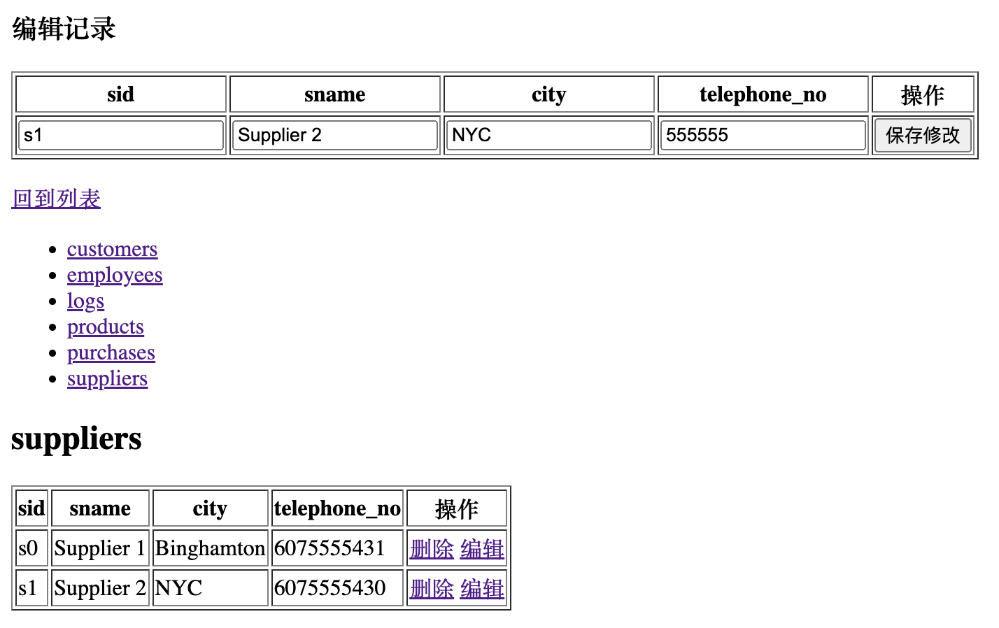 编辑记录
sid sname city telephone_no 操作
s1 Supplier 2 NYC 555555 保存修改
回到列表
customers
employees
logs
products
purchases
suppliers
suppliers
sid sname city telephone_no 操作
s0 Supplier 1 Binghamton 6075555431 删除 编辑
s1 Supplier 2 NYC 6075555430 删除 编辑